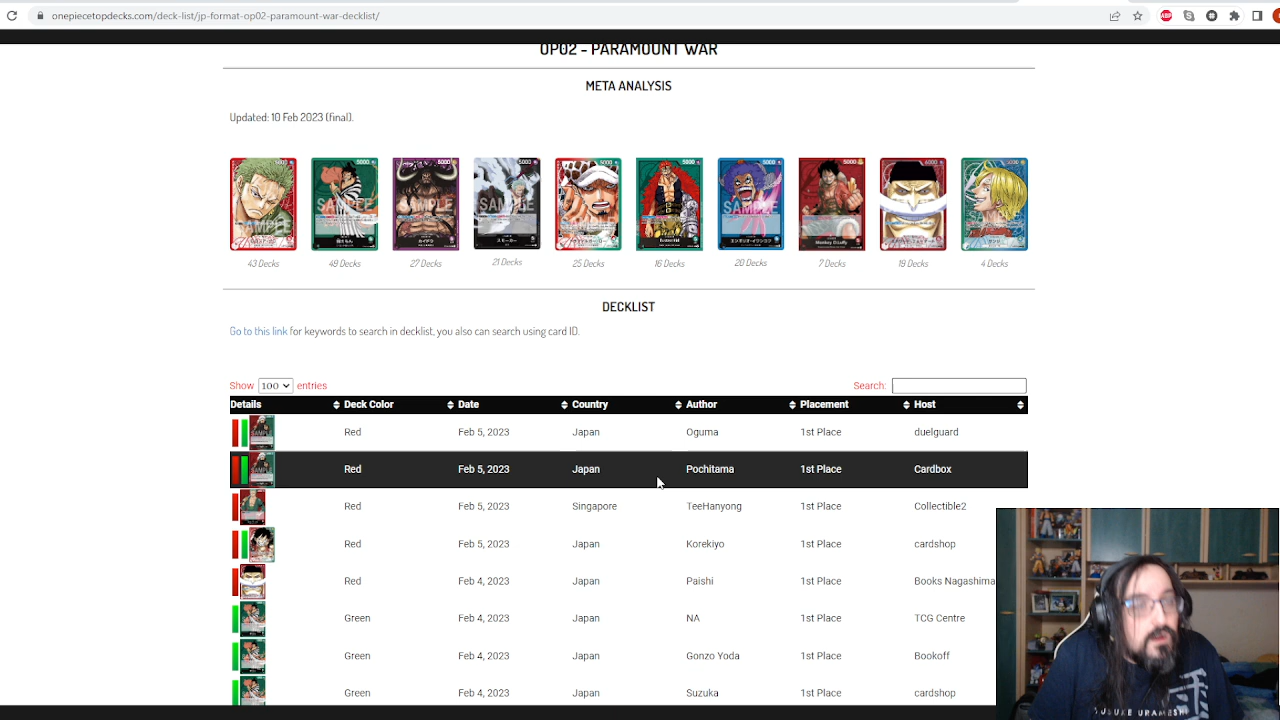 onepiecetopdecks.com/deck-list/jp-format-op02-paramount-war-decklist/
OP02 - PARAMOUNT WAR
META ANALYSIS
Updated: 10 Feb 2023 (final).
43 Decks
49 Decks
27 Decks
21 Decks
25 Decks
16 Decks
20 Decks
7 Decks
19 Decks
4 Decks
DECKLIST
Go to this link for keywords to search in decklist, you also can search using card ID.
Show 100 entries
Search:
Details Deck Color Date Country Author Placement Host
Red Feb 5, 2023 Japan Oguma 1st Place duelguard
Red Feb 5, 2023 Japan Pochitama 1st Place Cardbox
Red Feb 5, 2023 Singapore TeeHanyong 1st Place Collectible2
Red Feb 5, 2023 Japan Korekiyo 1st Place cardshop
Red Feb 4, 2023 Japan Paishi 1st Place Books Nagashima
Green Feb 4, 2023 Japan NA 1st Place TCG Centre
Green Feb 4, 2023 Japan Gonzo Yoda 1st Place Bookoff
Green Feb 4, 2023 Japan Suzuka 1st Place cardshop
YUSUKE URAMESHI